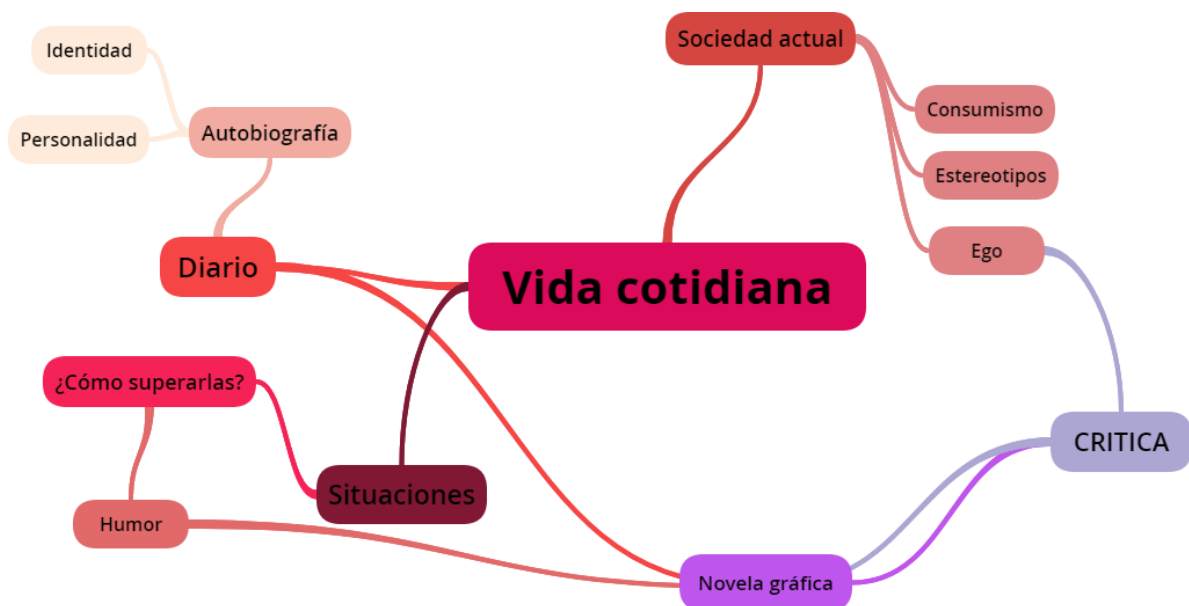 Sociedad actual
Identidad
Consumismo
Autobiografía
Personalidad
Estereotipos
Ego
Diario
Vida cotidiana
¿Cómo superarlas?
CRITICA
Situaciones
Humor
Novela gráfica